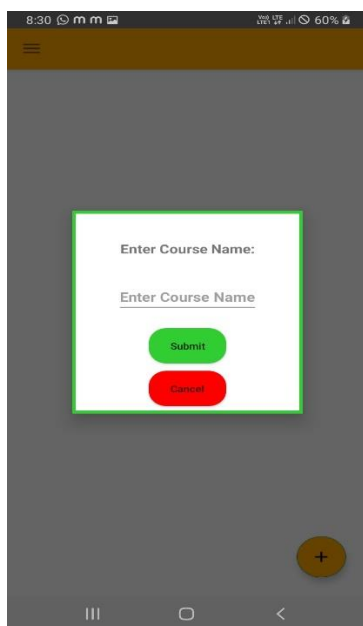 8:30 60%
Enter Course Name:
Enter Course Name
Submit
Cancel
+